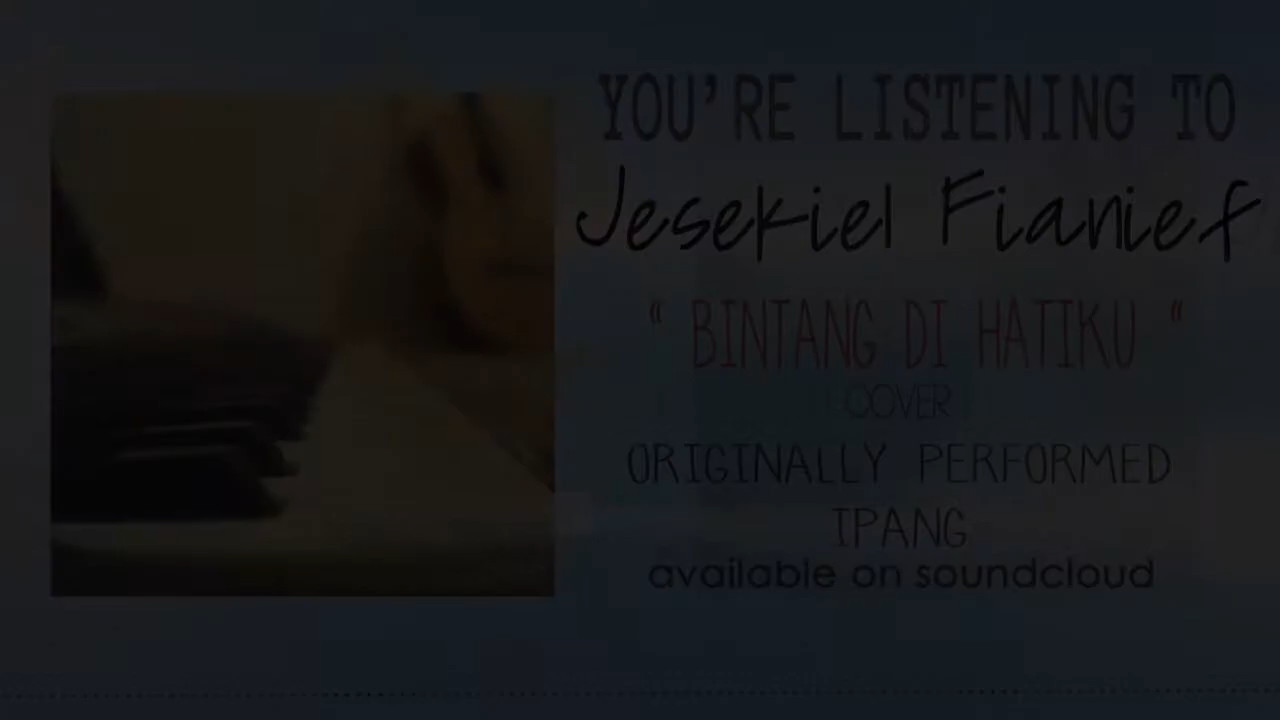 YOU'RE LISTENING TO
Jesekiel Fianief
" BINTANG DI HATIKU "
( COVER )
ORIGINALLY PERFORMED
IPANG
available on soundcloud